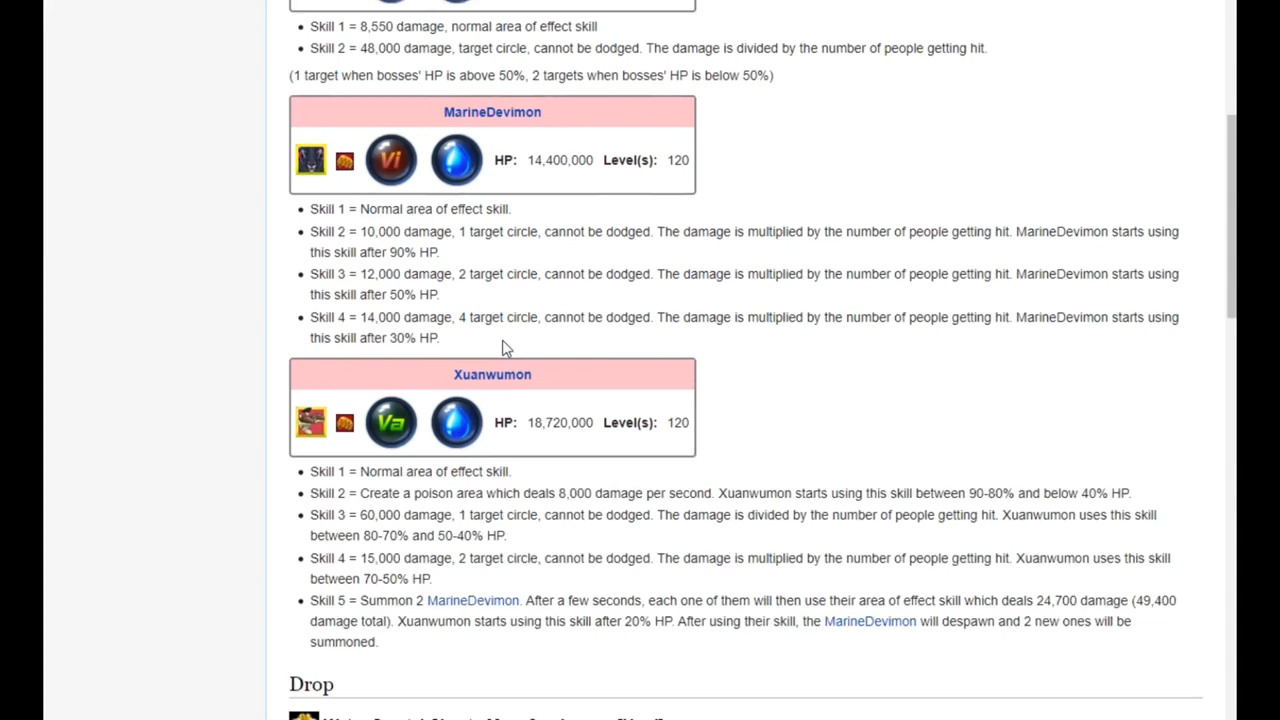 Skill 1 = 8,550 damage, normal area of effect skill
Skill 2 = 48,000 damage, target circle, cannot be dodged. The damage is divided by the number of people getting hit.
(1 target when bosses' HP is above 50%, 2 targets when bosses' HP is below 50%)
MarineDevimon
Vi HP: 14,400,000 Level(s): 120
Skill 1 = Normal area of effect skill.
Skill 2 = 10,000 damage, 1 target circle, cannot be dodged. The damage is multiplied by the number of people getting hit. MarineDevimon starts using
this skill after 90% HP.
Skill 3 = 12,000 damage, 2 target circle, cannot be dodged. The damage is multiplied by the number of people getting hit. MarineDevimon starts using
this skill after 50% HP.
Skill 4 = 14,000 damage, 4 target circle, cannot be dodged. The damage is multiplied by the number of people getting hit. MarineDevimon starts using
this skill after 30% HP.
Xuanwumon
Va HP: 18,720,000 Level(s): 120
Skill 1 = Normal area of effect skill.
Skill 2 = Create a poison area which deals 8,000 damage per second. Xuanwumon starts using this skill between 90-80% and below 40% HP.
Skill 3 = 60,000 damage, 1 target circle, cannot be dodged. The damage is divided by the number of people getting hit. Xuanwumon uses this skill
between 80-70% and 50-40% HP.
Skill 4 = 15,000 damage, 2 target circle, cannot be dodged. The damage is multiplied by the number of people getting hit. Xuanwumon uses this skill
between 70-50% HP.
Skill 5 = Summon 2 MarineDevimon. After a few seconds, each one of them will then use their area of effect skill which deals 24,700 damage (49,400
damage total). Xuanwumon starts using this skill after 20% HP. After using their skill, the MarineDevimon will despawn and 2 new ones will be
summoned.
Drop